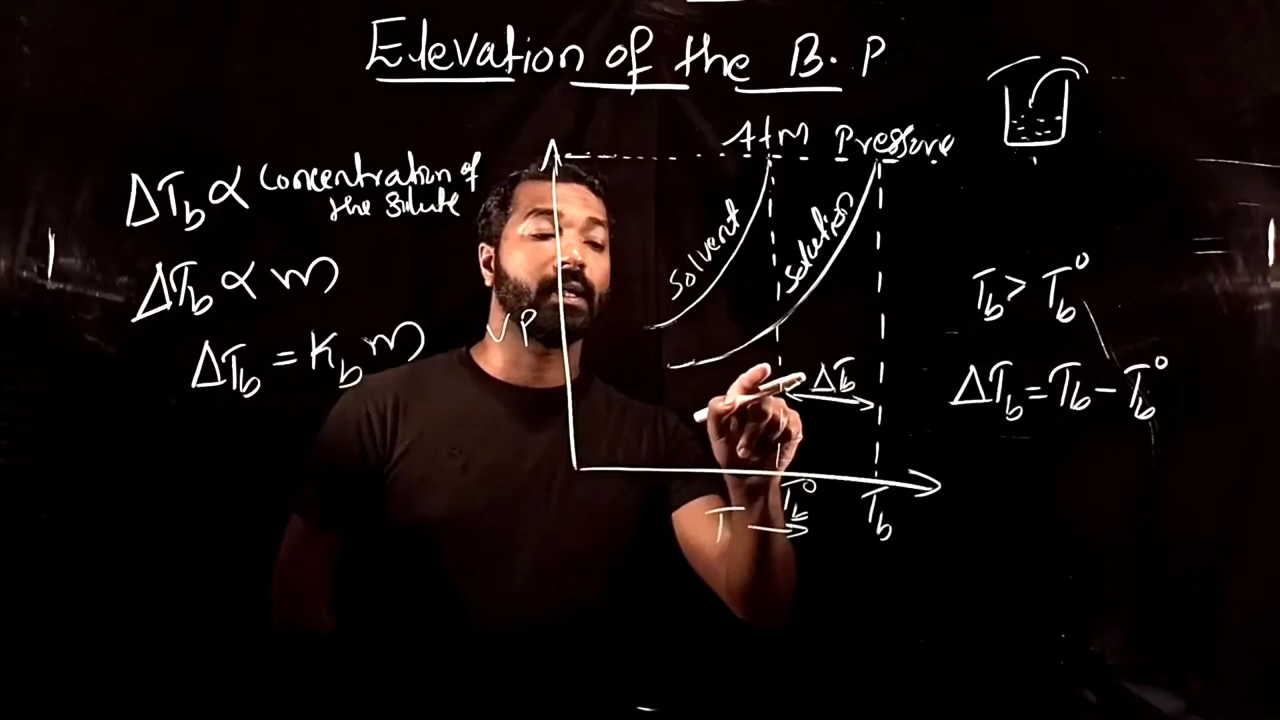 Elevation of the B.P
Atm Pressure
ΔTb ∝ Concentration of
the Solute
ΔTb ∝ m
ΔTb = Kb m
VP
Solvent
Solution
ΔTb
Tb° Tb
T →
Tb > Tb°
ΔTb = Tb − Tb°